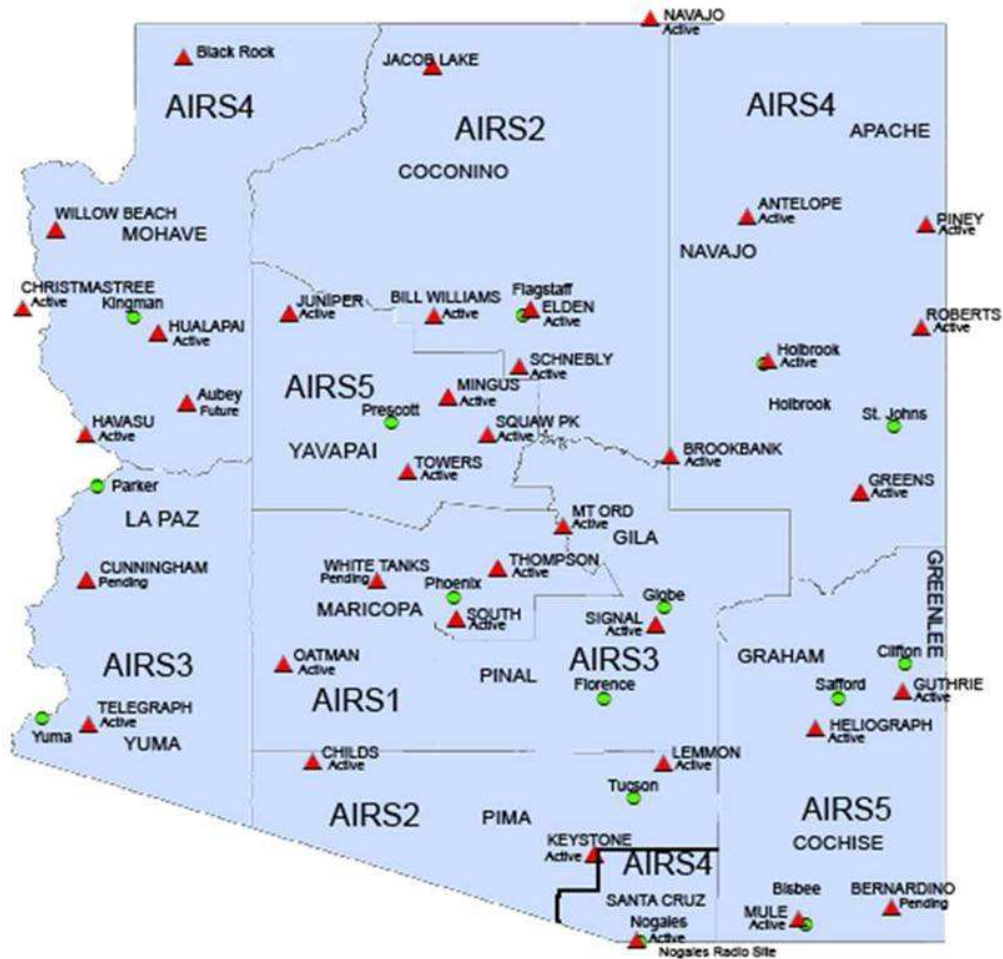 NAVAJO
Active
Black Rock
JACOB LAKE
AIRS4
AIRS2
AIRS4
APACHE
COCONINO
WILLOW BEACH
MOHAVE
ANTELOPE
Active
PINEY
Active
NAVAJO
CHRISTMASTREE
Active
Kingman
HUALAPAI
Active
JUNIPER
Active
BILL WILLIAMS
Active
Flagstaff
ELDEN
Active
ROBERTS
Active
SCHNEBLY
Active
Holbrook
Active
Aubey
Future
AIRS5
MINGUS
Active
Holbrook
Prescott
St. Johns
HAVASU
Active
SQUAW PK
Active
YAVAPAI
BROOKBANK
Active
TOWERS
Active
Parker
GREENS
Active
LA PAZ
MT ORD
Active
GILA
CUNNINGHAM
Pending
WHITE TANKS
Pending
THOMPSON
Active
GREENLEE
Phoenix
MARICOPA
Globe
SOUTH
Active
SIGNAL
Active
AIRS3
OATMAN
Active
PINAL
AIRS3
GRAHAM
Clifton
AIRS1
Florence
Safford
GUTHRIE
Active
TELEGRAPH
Active
Yuma
YUMA
HELIOGRAPH
Active
CHILDS
Active
LEMMON
Active
Tucson
AIRS2
PIMA
AIRS5
COCHISE
KEYSTONE
Active
AIRS4
SANTA CRUZ
Bisbee
BERNARDINO
Pending
MULE
Active
Nogales
Active
Nogales Radio Site